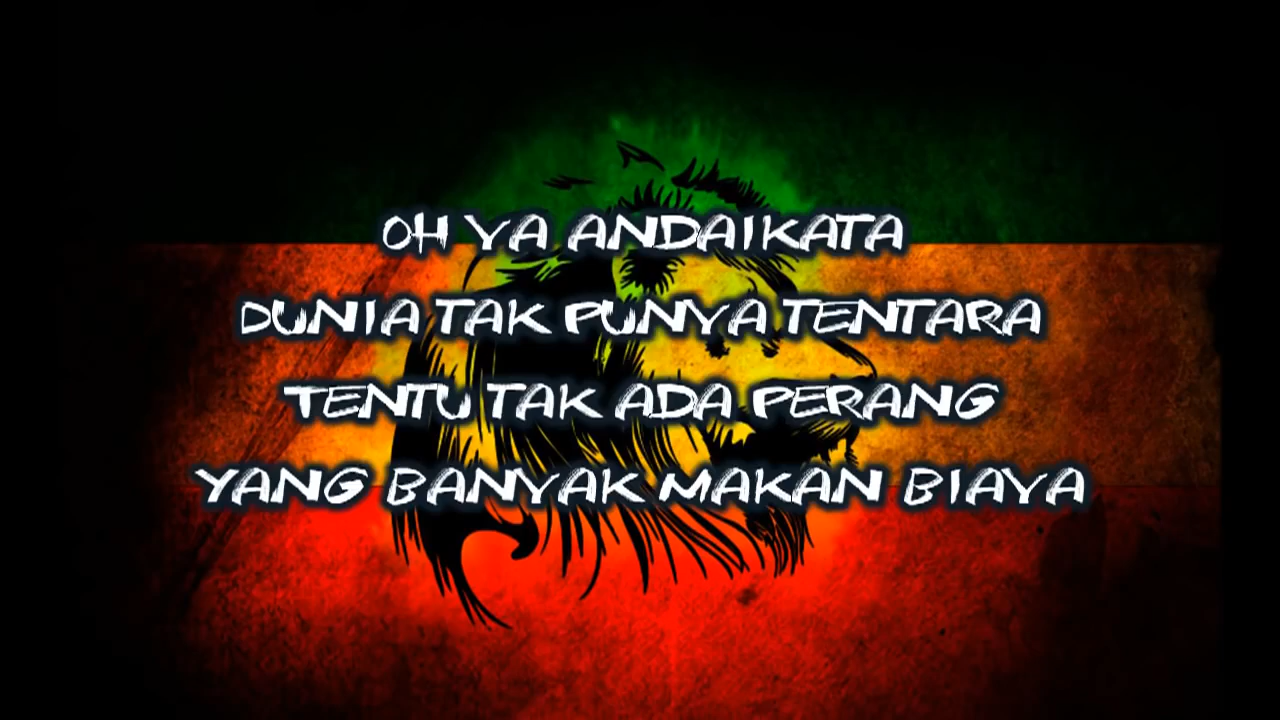 OH YA ANDAIKATA
DUNIA TAK PUNYA TENTARA
TENTU TAK ADA PERANG
YANG BANYAK MAKAN BIAYA